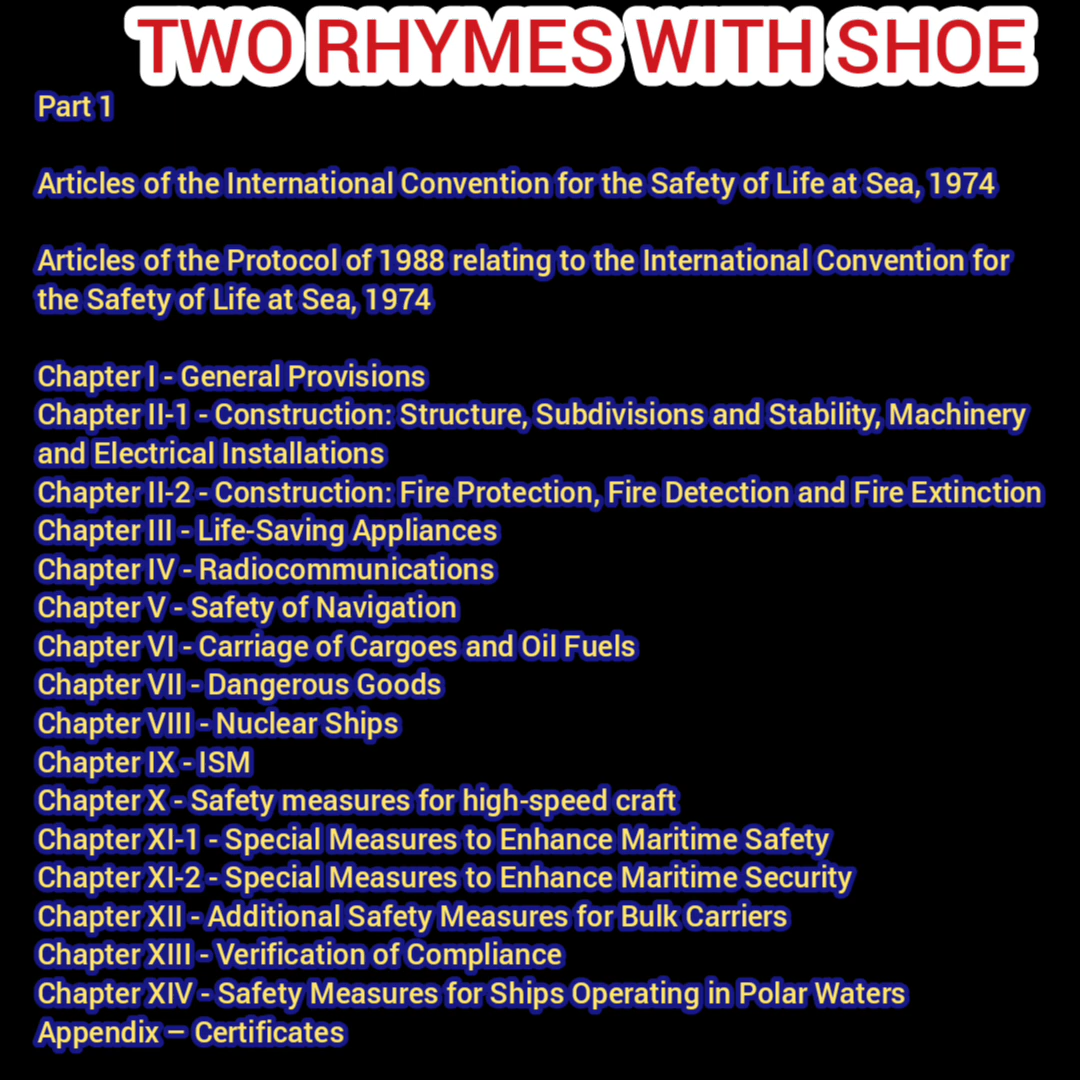 TWO RHYMES WITH SHOE
Part 1
Articles of the International Convention for the Safety of Life at Sea, 1974
Articles of the Protocol of 1988 relating to the International Convention for
the Safety of Life at Sea, 1974
Chapter I - General Provisions
Chapter II-1 - Construction: Structure, Subdivisions and Stability, Machinery
and Electrical Installations
Chapter II-2 - Construction: Fire Protection, Fire Detection and Fire Extinction
Chapter III - Life-Saving Appliances
Chapter IV - Radiocommunications
Chapter V - Safety of Navigation
Chapter VI - Carriage of Cargoes and Oil Fuels
Chapter VII - Dangerous Goods
Chapter VIII - Nuclear Ships
Chapter IX - ISM
Chapter X - Safety measures for high-speed craft
Chapter XI-1 - Special Measures to Enhance Maritime Safety
Chapter XI-2 - Special Measures to Enhance Maritime Security
Chapter XII - Additional Safety Measures for Bulk Carriers
Chapter XIII - Verification of Compliance
Chapter XIV - Safety Measures for Ships Operating in Polar Waters
Appendix – Certificates